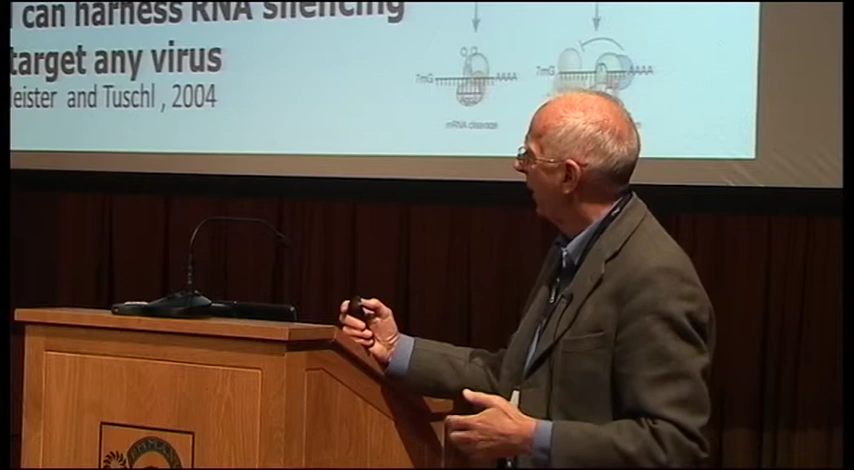 can harness RNA silencing
target any virus
eister and Tuschl , 2004
7mG
AAAA
7mG
AAAA
mRNA cleavage